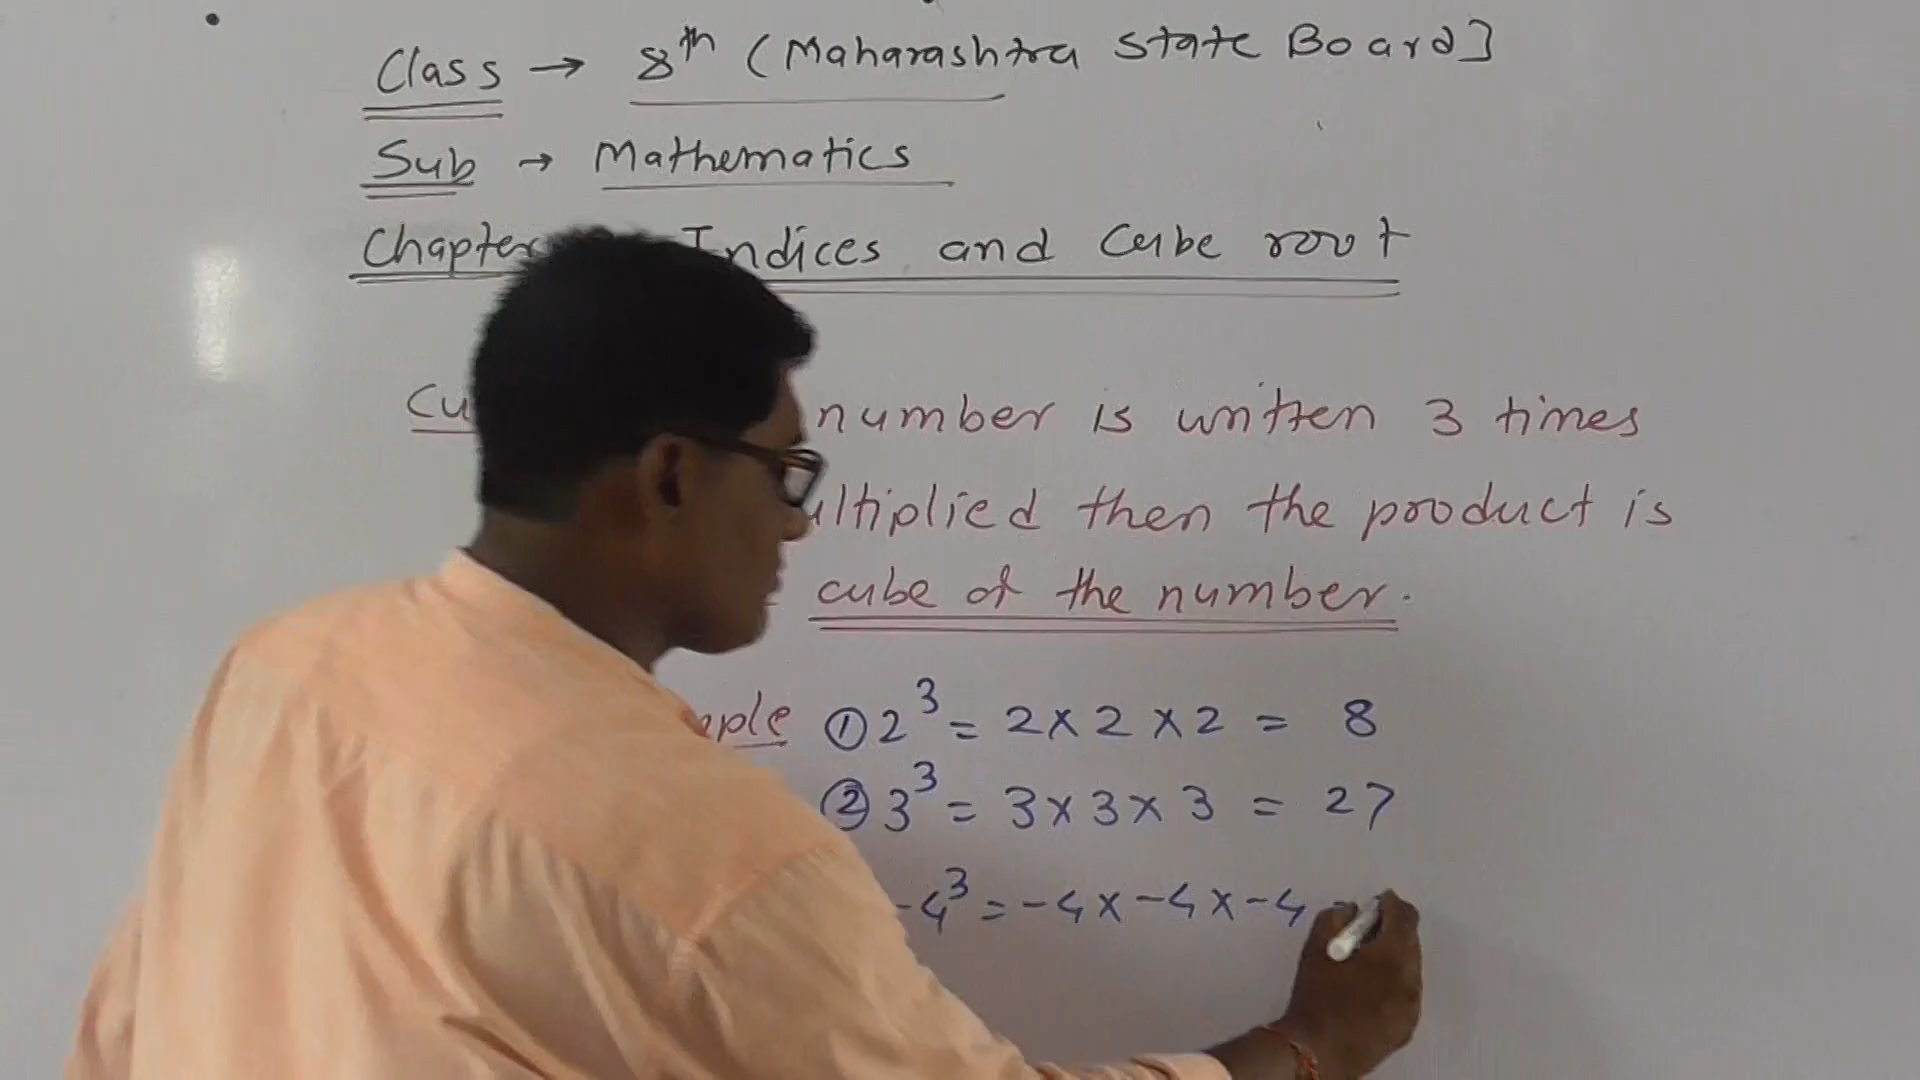 Class → 8th (Maharashtra State Board]
Sub → Mathematics
Chapter Indices and Cube root
number is written 3 times
multiplied then the product is
cube of the number.
① 2³ = 2 x 2 x 2 = 8
② 3³ = 3 x 3 x 3 = 27
-4³ = -4 x -4 x -4